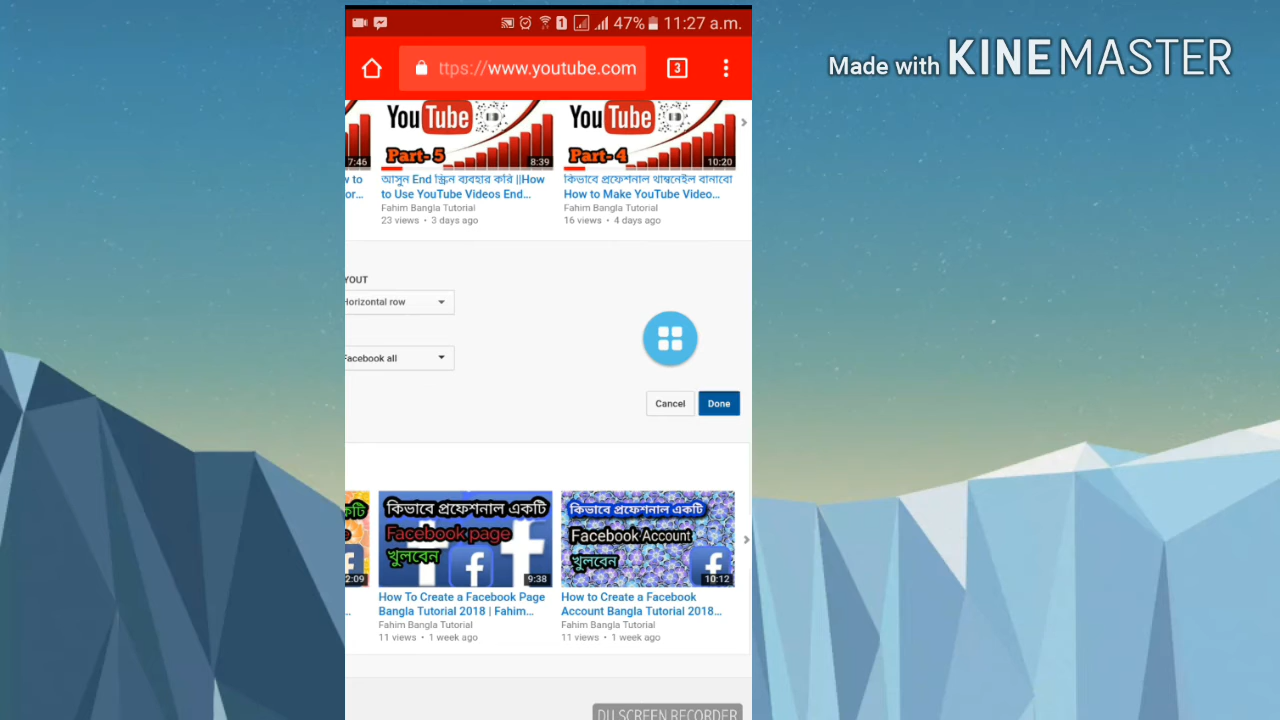 47% 11:27 a.m.
Made with KINEMASTER
ttps://www.youtube.com
3
YouTube
YouTube
Part- 5
Part- 4
7:46
8:39
10:20
w to
or...
আসুন End স্ক্রিন ব্যবহার করি ||How
to Use YouTube Videos End...
Fahim Bangla Tutorial
23 views • 3 days ago
কিভাবে প্রফেশনাল থাম্বনেইল বানাবো
How to Make YouTube Video...
Fahim Bangla Tutorial
16 views • 4 days ago
YOUT
Horizontal row
Facebook all
Cancel Done
কিভাবে প্রফেশনাল একটি
Facebook page
খুলবেন
2:09
9:38
কিভাবে প্রফেশনাল একটি
Facebook Account
খুলবেন
10:12
How To Create a Facebook Page
Bangla Tutorial 2018 | Fahim...
Fahim Bangla Tutorial
11 views • 1 week ago
How to Create a Facebook
Account Bangla Tutorial 2018...
Fahim Bangla Tutorial
11 views • 1 week ago
DU SCREEN RECORDER